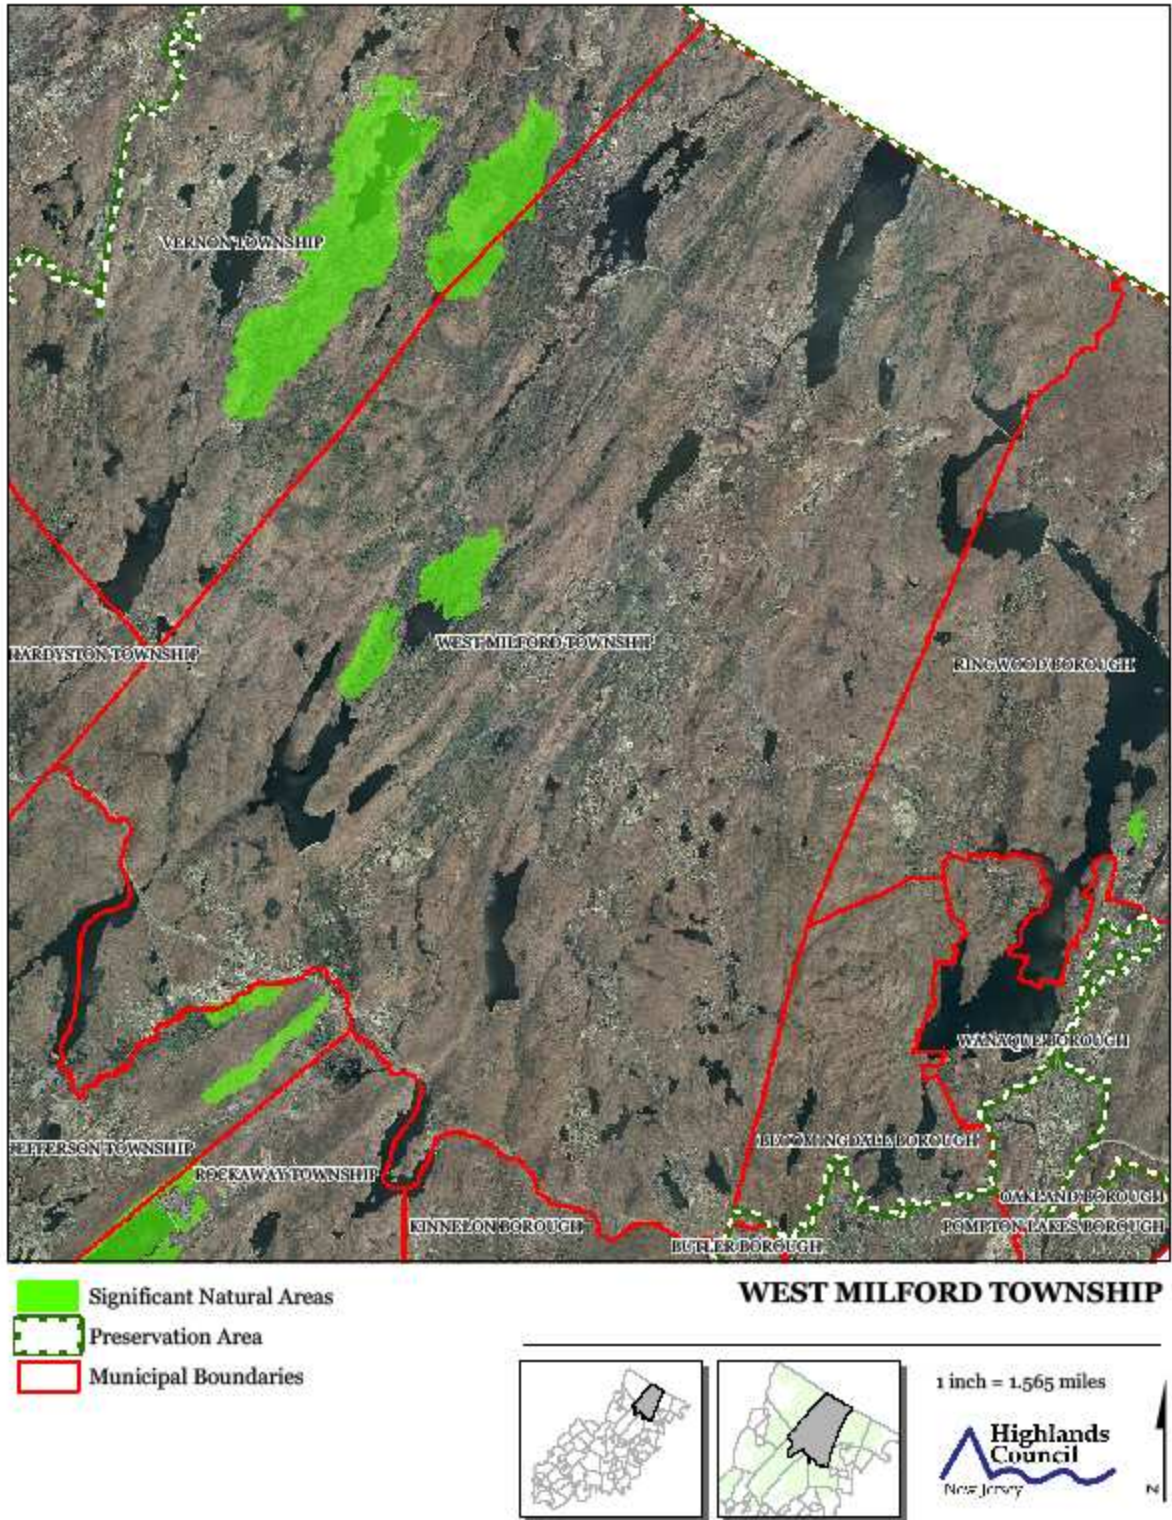 VERNON TOWNSHIP
WEST MILFORD TOWNSHIP
HARDYSTON TOWNSHIP
RINGWOOD BOROUGH
WANAQUE BOROUGH
BLOOMINGDALE BOROUGH
JEFFERSON TOWNSHIP
ROCKAWAY TOWNSHIP
OAKLAND BOROUGH
KINNELON BOROUGH
POMPTON LAKES BOROUGH
BUTLER BOROUGH
WEST MILFORD TOWNSHIP
Significant Natural Areas
Preservation Area
Municipal Boundaries
1 inch = 1.565 miles
Highlands
Council
New Jersey
N